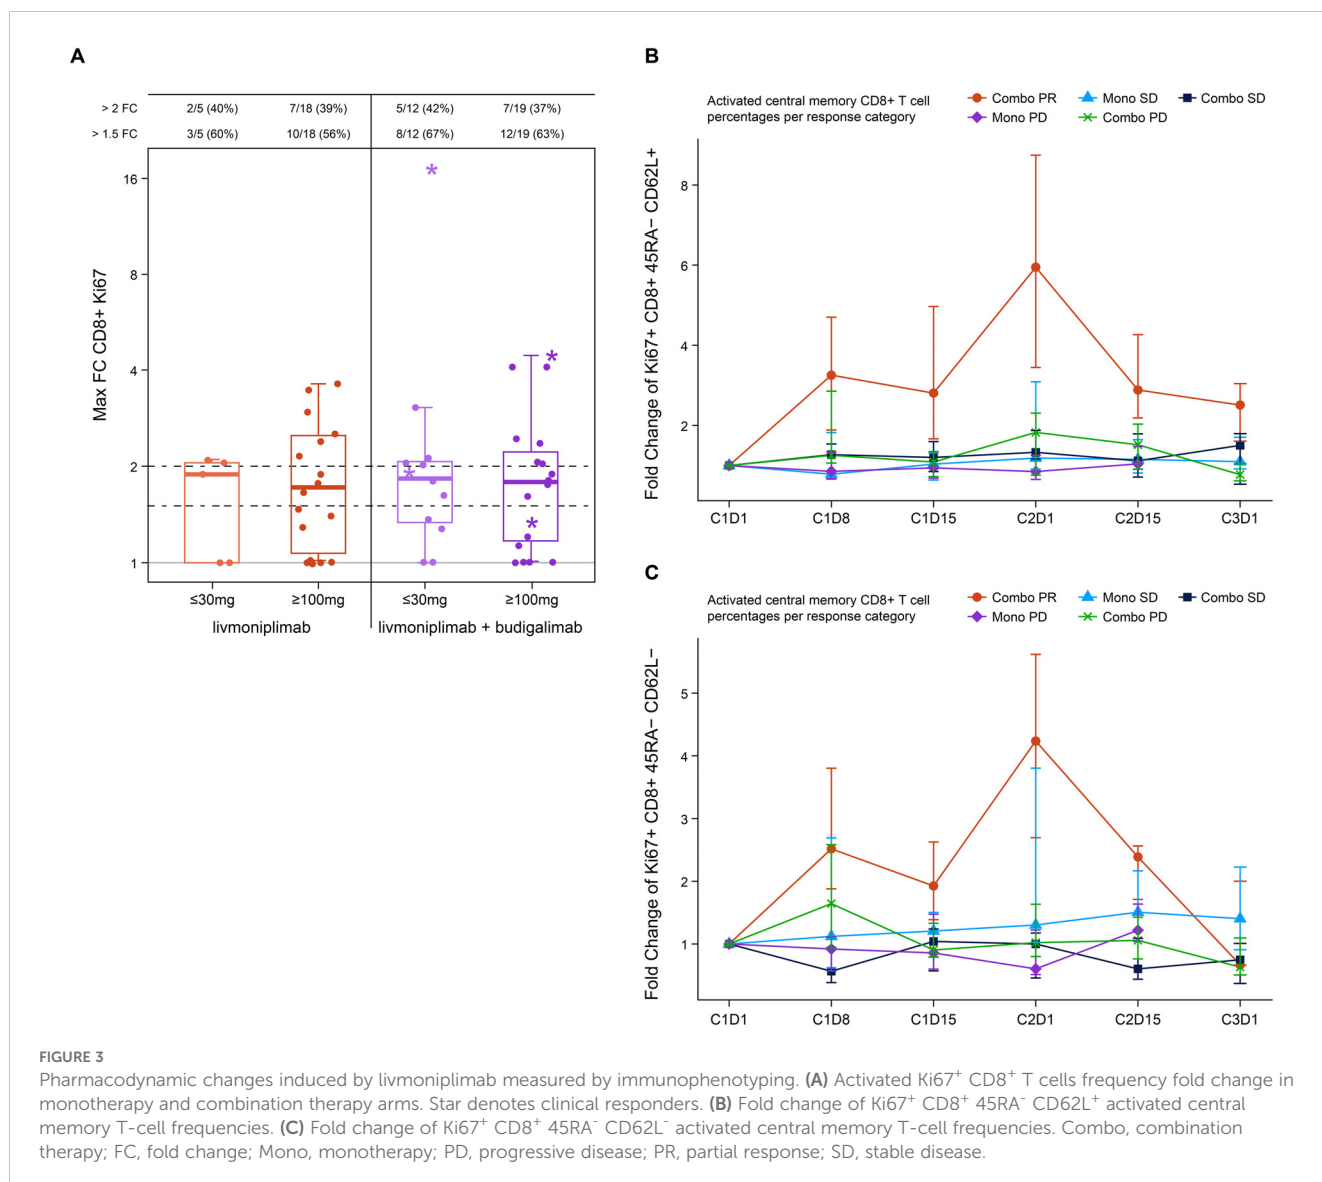 A
> 2 FC 2/5 (40%) 7/18 (39%) 5/12 (42%) 7/19 (37%)
> 1.5 FC 3/5 (60%) 10/18 (56%) 8/12 (67%) 12/19 (63%)
Max FC CD8+ Ki67
16
8
4
2
1
≤30mg ≥100mg ≤30mg ≥100mg
livmoniplimab livmoniplimab + budigalimab
B
Activated central memory CD8+ T cell
percentages per response category
Combo PR Mono SD Combo SD
Mono PD Combo PD
Fold Change of Ki67+ CD8+ 45RA− CD62L+
8
6
4
2
C1D1 C1D8 C1D15 C2D1 C2D15 C3D1
C
Activated central memory CD8+ T cell
percentages per response category
Combo PR Mono SD Combo SD
Mono PD Combo PD
Fold Change of Ki67+ CD8+ 45RA− CD62L−
5
4
3
2
1
C1D1 C1D8 C1D15 C2D1 C2D15 C3D1
FIGURE 3
Pharmacodynamic changes induced by livmoniplimab measured by immunophenotyping. (A) Activated Ki67⁺ CD8⁺ T cells frequency fold change in
monotherapy and combination therapy arms. Star denotes clinical responders. (B) Fold change of Ki67⁺ CD8⁺ 45RA⁻ CD62L⁺ activated central
memory T-cell frequencies. (C) Fold change of Ki67⁺ CD8⁺ 45RA⁻ CD62L⁻ activated central memory T-cell frequencies. Combo, combination
therapy; FC, fold change; Mono, monotherapy; PD, progressive disease; PR, partial response; SD, stable disease.